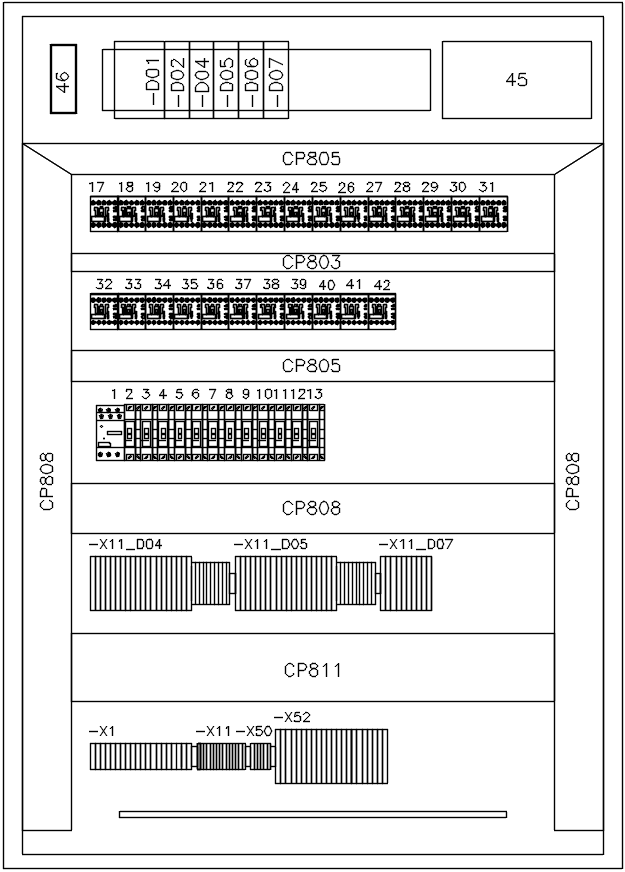 46
-D01 -D02 -D04 -D05 -D06 -D07
45
CP805
17 18 19 20 21 22 23 24 25 26 27 28 29 30 31
CP803
32 33 34 35 36 37 38 39 40 41 42
CP805
1 2 3 4 5 6 7 8 9 10 11 12 13
CP808
CP808
CP808
-X11_D04 -X11_D05 -X11_D07
CP811
-X1 -X11 -X50 -X52